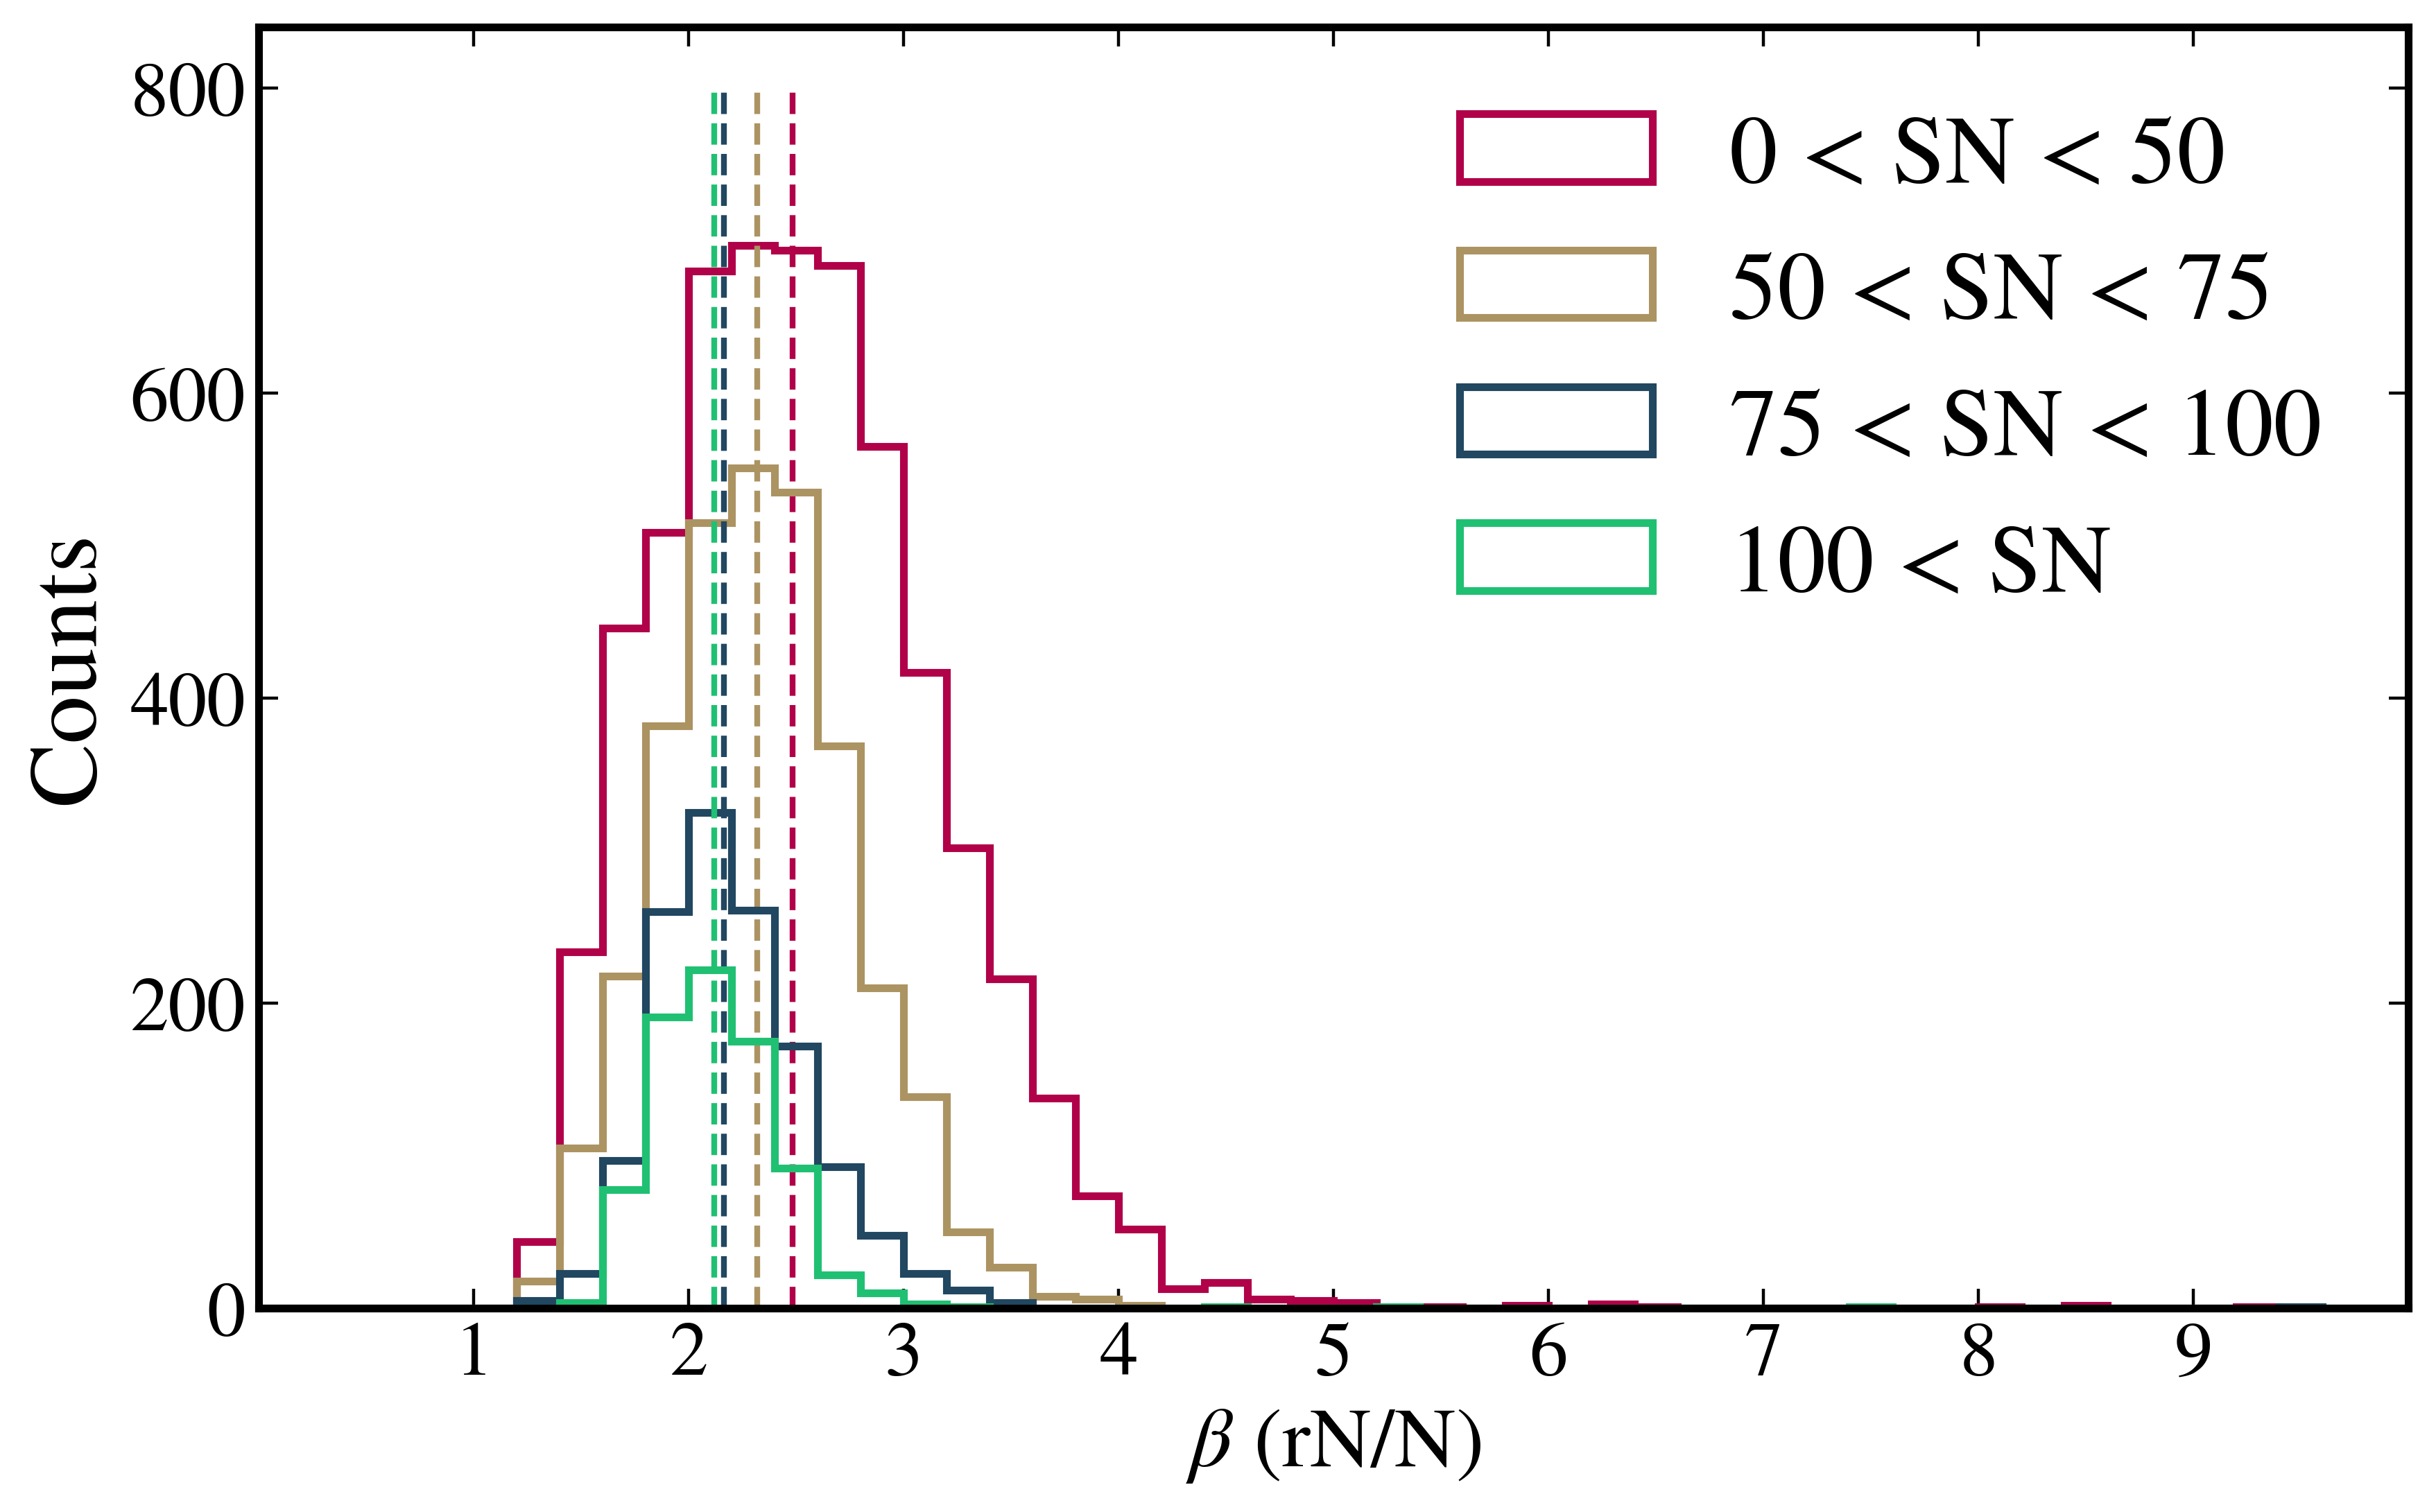 800
600
400
200
0
Counts
0 < SN < 50
50 < SN < 75
75 < SN < 100
100 < SN
1 2 3 4 5 6 7 8 9
β (rN/N)